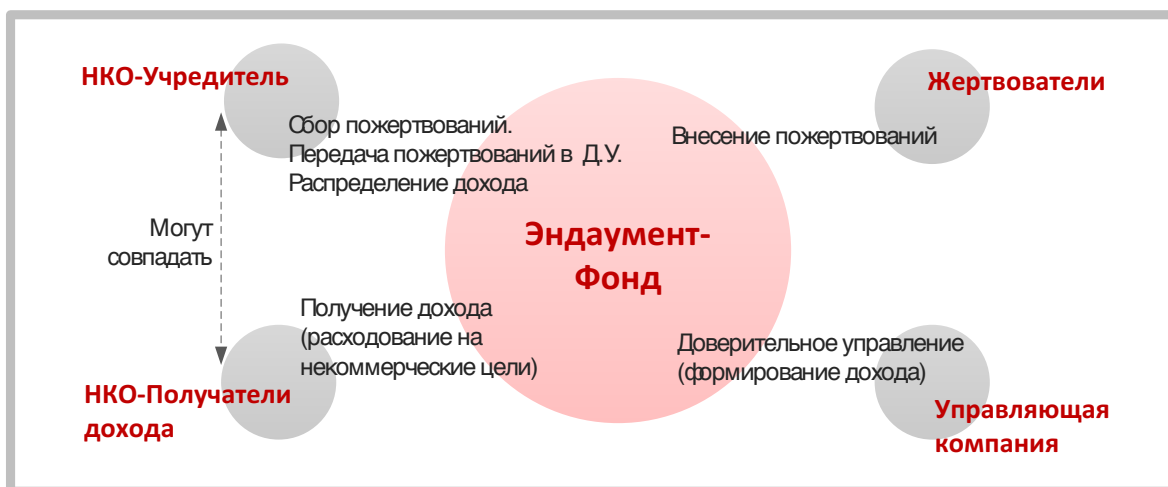 НКО-Учредитель
Жертвователи
Сбор пожертвований.
Передача пожертвований в Д.У.
Распределение дохода
Внесение пожертвований
Могут
совпадать
Эндаумент-
Фонд
Получение дохода
(расходование на
некоммерческие цели)
Доверительное управление
(формирование дохода)
НКО-Получатели
дохода
Управляющая
компания